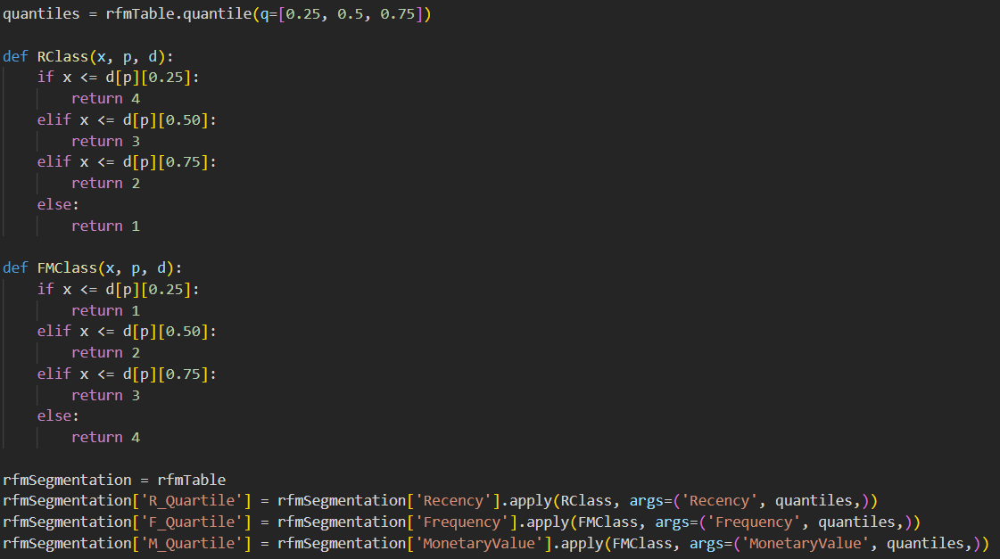 quantiles = rfmTable.quantile(q=[0.25, 0.5, 0.75])

def RClass(x, p, d):
    if x <= d[p][0.25]:
        return 4
    elif x <= d[p][0.50]:
        return 3
    elif x <= d[p][0.75]:
        return 2
    else:
        return 1

def FMClass(x, p, d):
    if x <= d[p][0.25]:
        return 1
    elif x <= d[p][0.50]:
        return 2
    elif x <= d[p][0.75]:
        return 3
    else:
        return 4

rfmSegmentation = rfmTable
rfmSegmentation['R_Quartile'] = rfmSegmentation['Recency'].apply(RClass, args=('Recency', quantiles,))
rfmSegmentation['F_Quartile'] = rfmSegmentation['Frequency'].apply(FMClass, args=('Frequency', quantiles,))
rfmSegmentation['M_Quartile'] = rfmSegmentation['MonetaryValue'].apply(FMClass, args=('MonetaryValue', quantiles,))